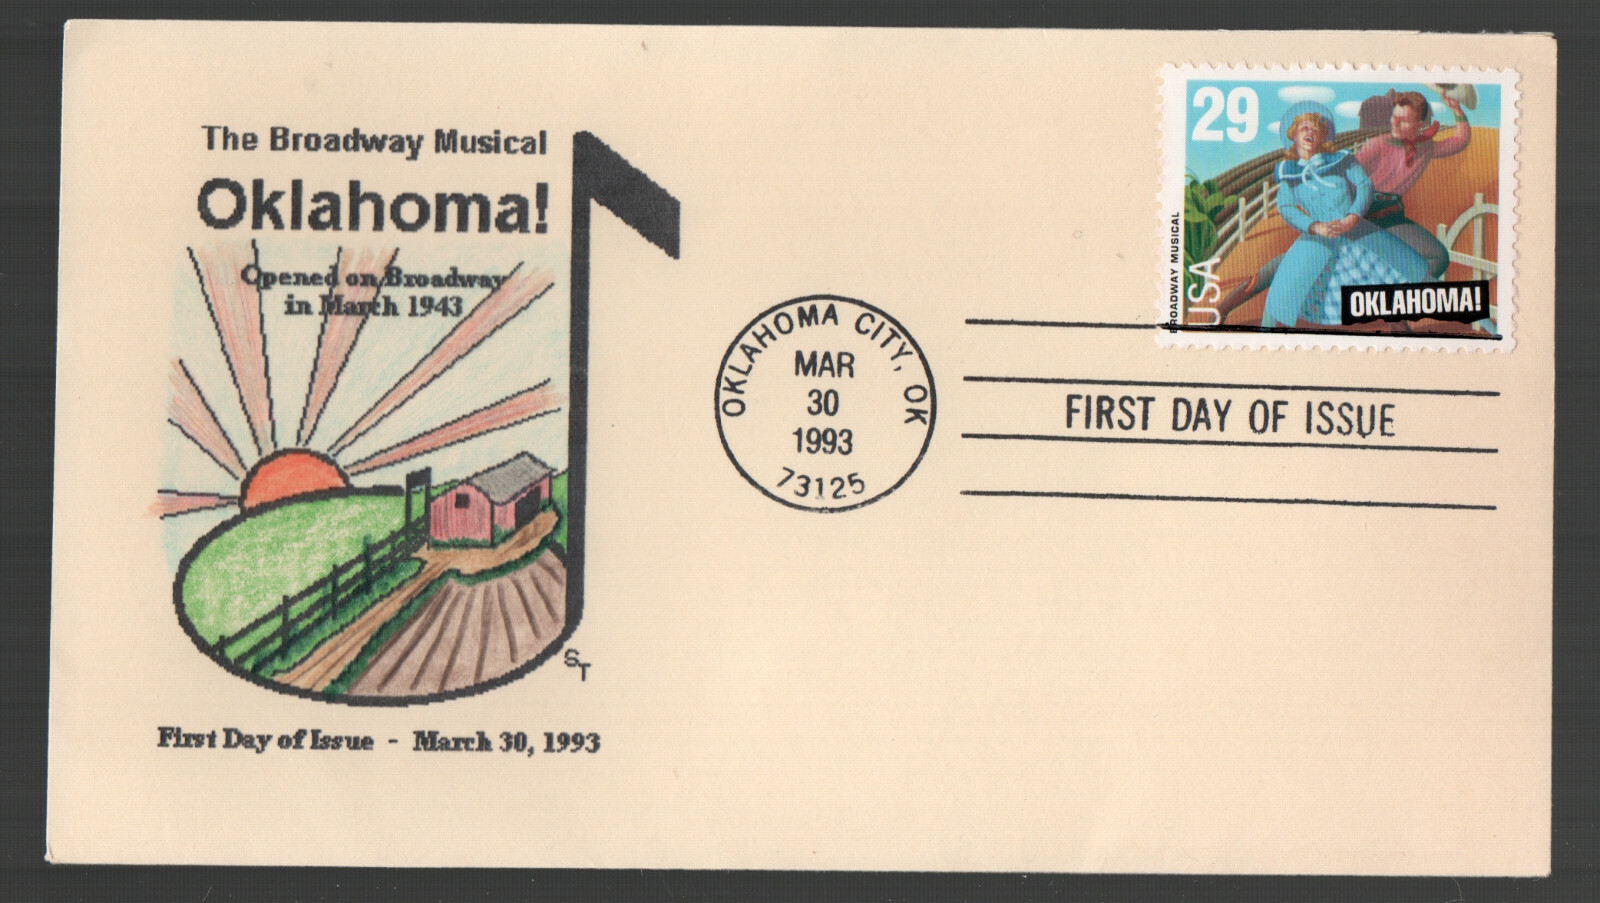 The Broadway Musical
Oklahoma!
Opened on Broadway
in March 1943
ST
First Day of Issue - March 30, 1993
OKLAHOMA CITY, OK
MAR
30
1993
73125
29
BROADWAY MUSICAL
USA
OKLAHOMA!
FIRST DAY OF ISSUE